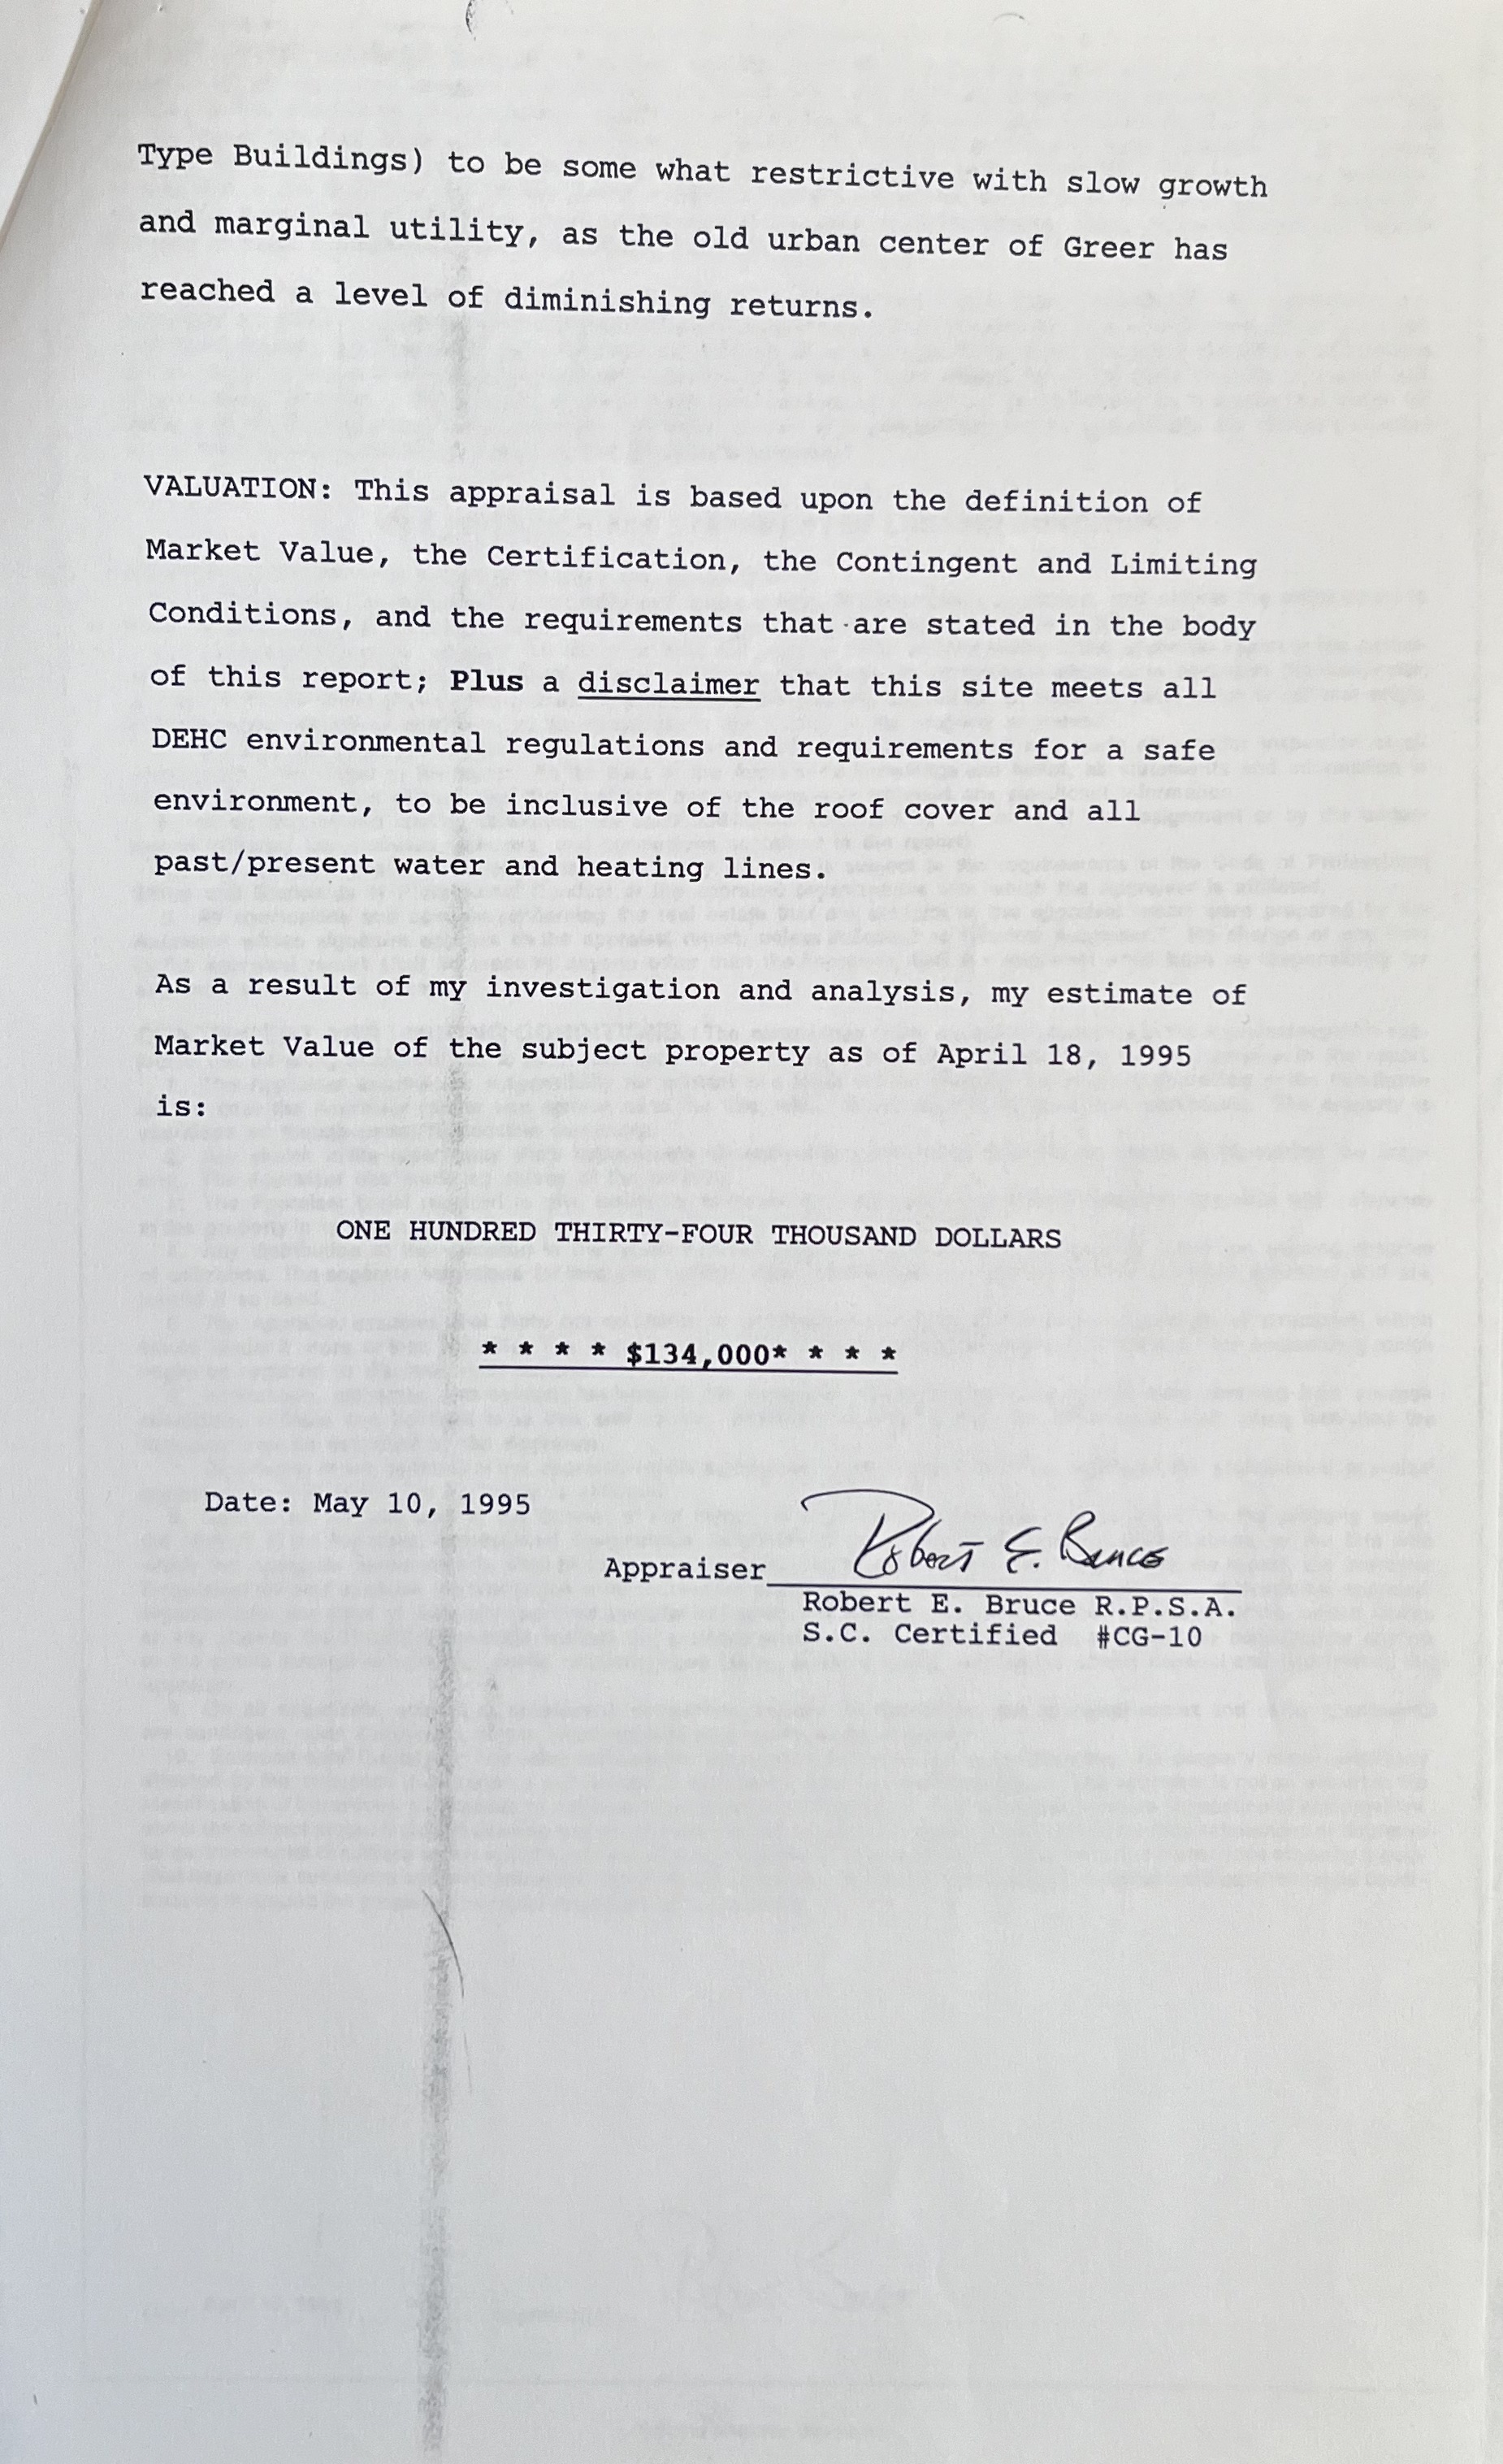 Type Buildings) to be some what restrictive with slow growth
and marginal utility, as the old urban center of Greer has
reached a level of diminishing returns.
VALUATION: This appraisal is based upon the definition of
Market Value, the Certification, the Contingent and Limiting
Conditions, and the requirements that are stated in the body
of this report; Plus a disclaimer that this site meets all
DEHC environmental regulations and requirements for a safe
environment, to be inclusive of the roof cover and all
past/present water and heating lines.
As a result of my investigation and analysis, my estimate of
Market Value of the subject property as of April 18, 1995
is:
ONE HUNDRED THIRTY-FOUR THOUSAND DOLLARS
* * * * $134,000* * * *
Date: May 10, 1995
Appraiser Robert E. Bruce
Robert E. Bruce R.P.S.A.
S.C. Certified #CG-10